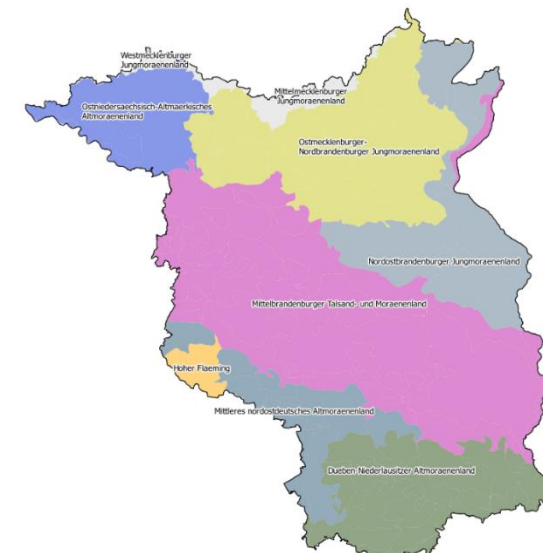 Westmecklenburger
Jungmoraenenland
Mittelmecklenburger
Jungmoraenenland
Ostniedersaechsisch-Altmaerkisches
Altmoraenenland
Ostmecklenburger-
Nordbrandenburger Jungmoraenenland
Nordostbrandenburger Jungmoraenenland
Mittelbrandenburger Talsand- und Moraenenland
Hoher Flaeming
Mittleres nordostdeutsches Altmoraenenland
Dueben-Niederlausitzer Altmoraenenland